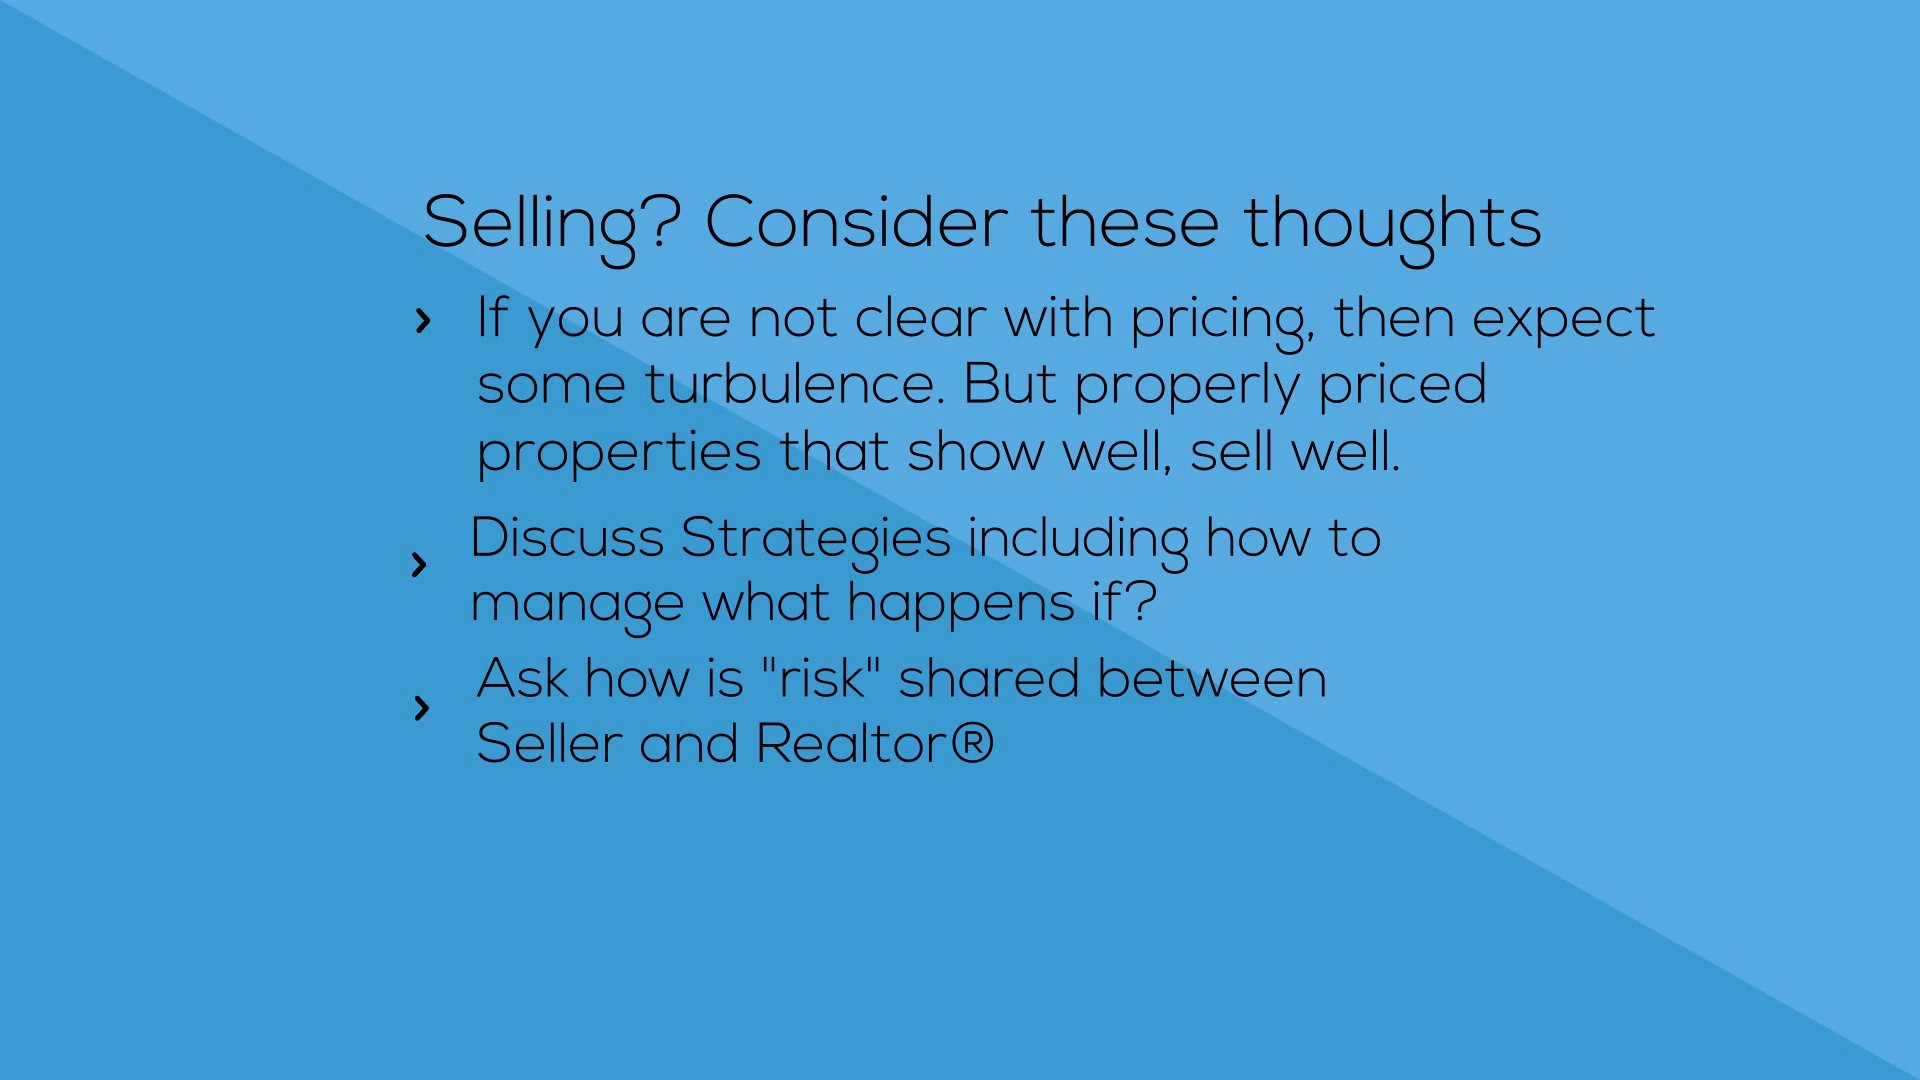 Selling? Consider these thoughts
If you are not clear with pricing, then expect
some turbulence. But properly priced
properties that show well, sell well.
Discuss Strategies including how to
manage what happens if?
Ask how is "risk" shared between
Seller and Realtor®